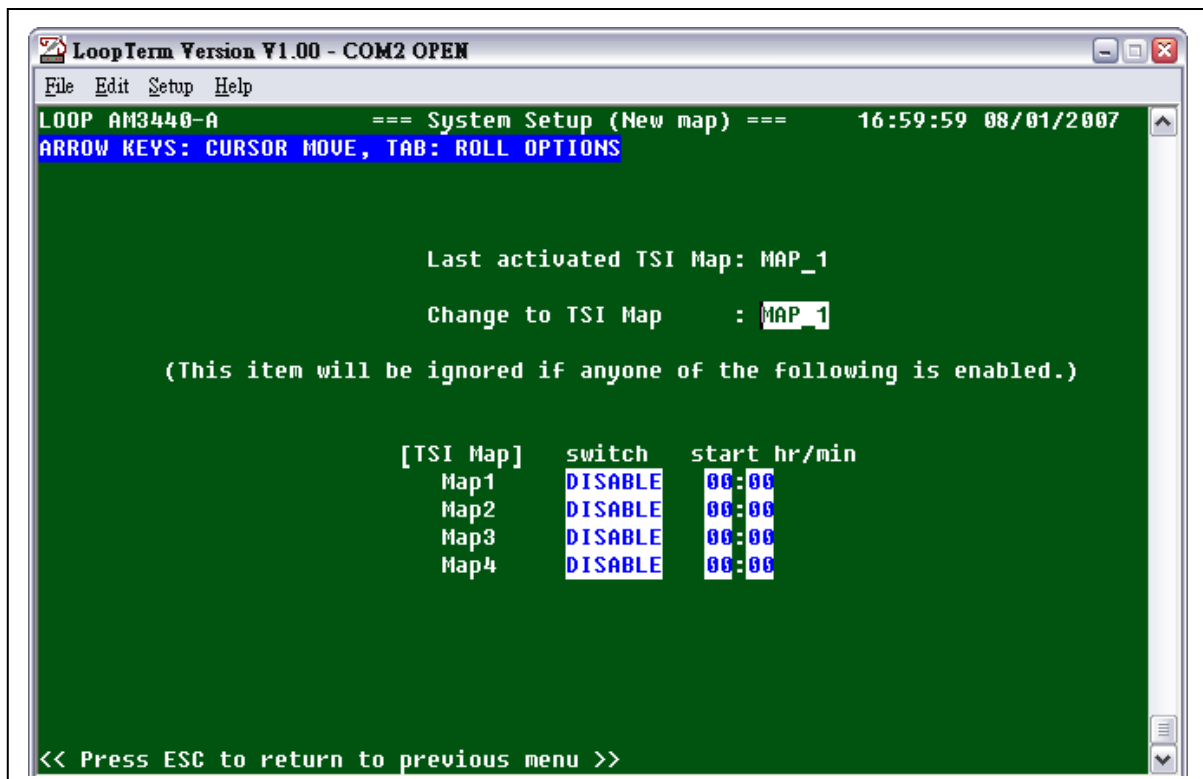 LoopTerm Version V1.00 - COM2 OPEN
File Edit Setup Help
LOOP AM3440-A === System Setup (New map) === 16:59:59 08/01/2007
ARROW KEYS: CURSOR MOVE, TAB: ROLL OPTIONS
Last activated TSI Map: MAP_1
Change to TSI Map : MAP_1
(This item will be ignored if anyone of the following is enabled.)
[TSI Map] switch start hr/min
Map1 DISABLE 00:00
Map2 DISABLE 00:00
Map3 DISABLE 00:00
Map4 DISABLE 00:00
<< Press ESC to return to previous menu >>